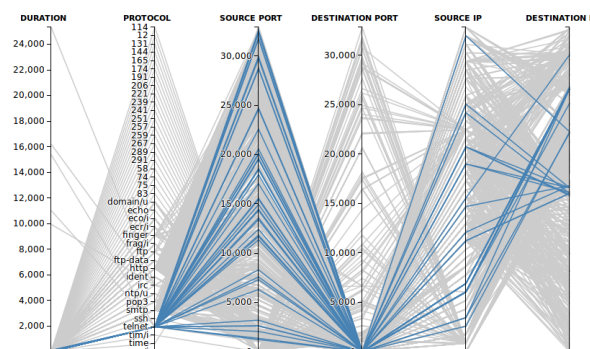 DURATION PROTOCOL SOURCE PORT DESTINATION PORT SOURCE IP DESTINATION
24,000
22,000
20,000
18,000
16,000
14,000
12,000
10,000
8,000
6,000
4,000
2,000
114
12
131
144
165
174
191
206
221
239
241
251
259
267
289
291
58
74
75
83
domain/u
echo
eco/i
ecr/i
finger
frag/i
ftp
ftp-data
http
ident
irc
ntp/u
pop3
smtp
ssh
telnet
tim/i
time
30,000
25,000
20,000
15,000
10,000
5,000
30,000
25,000
20,000
15,000
10,000
5,000